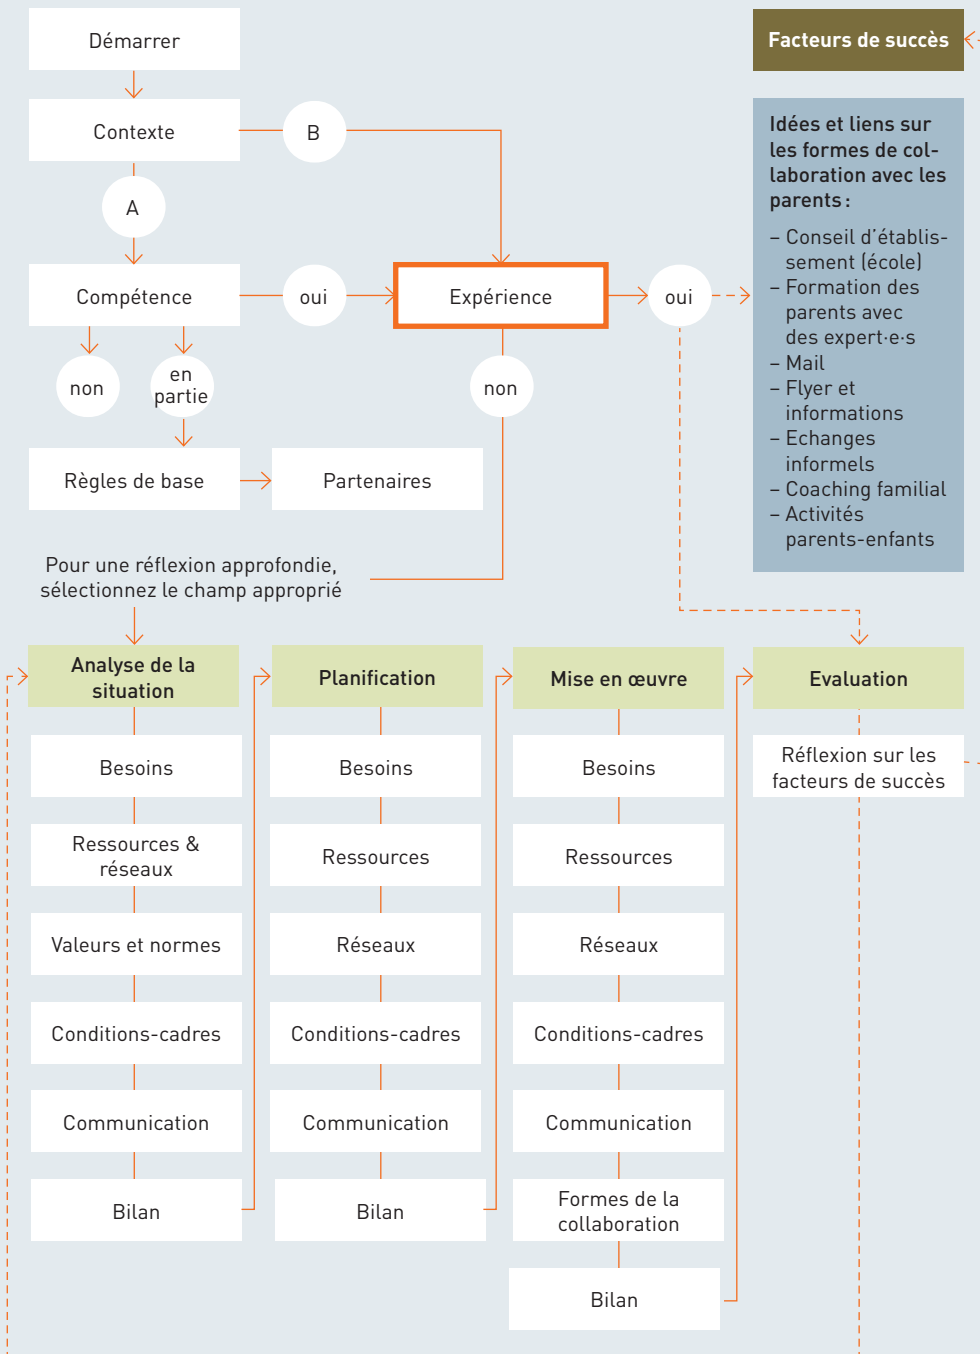 Démarrer
Facteurs de succès
Contexte
B
A
Idées et liens sur
les formes de col-
laboration avec les
parents :
– Conseil d’établis-
sement (école)
– Formation des
parents avec
des expert·e·s
– Mail
– Flyer et
informations
– Echanges
informels
– Coaching familial
– Activités
parents-enfants
Compétence
oui
Expérience
oui
non
en
partie
non
Règles de base
Partenaires
Pour une réflexion approfondie,
sélectionnez le champ approprié
Analyse de la
situation
Besoins
Ressources &
réseaux
Valeurs et normes
Conditions-cadres
Communication
Bilan
Planification
Besoins
Ressources
Réseaux
Conditions-cadres
Communication
Bilan
Mise en œuvre
Besoins
Ressources
Réseaux
Conditions-cadres
Communication
Formes de la
collaboration
Bilan
Evaluation
Réflexion sur les
facteurs de succès